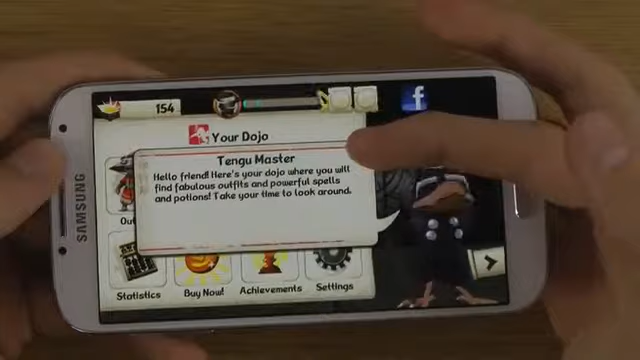 154
f
Your Dojo
Tengu Master
Hello friend! Here's your dojo where you will
find fabulous outfits and powerful spells
and potions! Take your time to look around.
Statistics
Buy Now!
Achievements
Settings
SAMSUNG